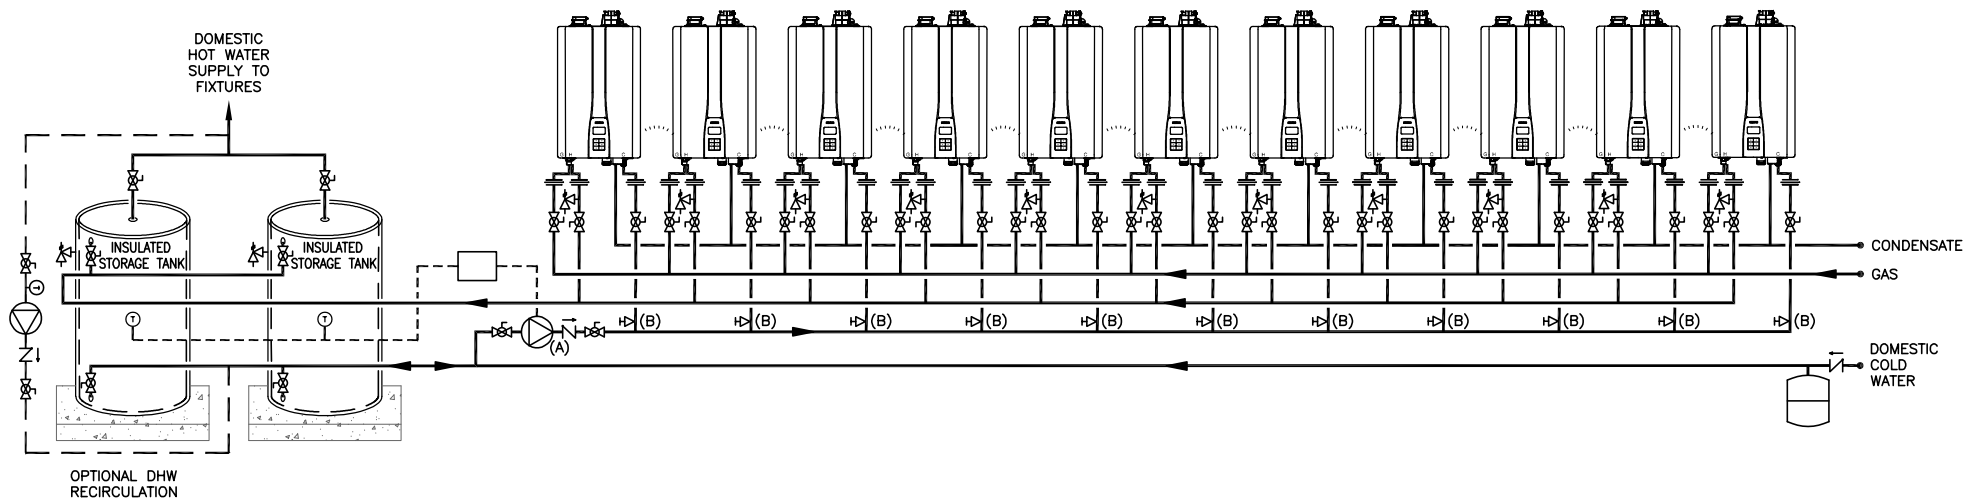 DOMESTIC
HOT WATER
SUPPLY TO
FIXTURES
INSULATED
STORAGE TANK
INSULATED
STORAGE TANK
CONDENSATE
GAS
T
T
T
(B)
(B)
(B)
(B)
(B)
(B)
(B)
(B)
(B)
(B)
(B)
(A)
DOMESTIC
COLD
WATER
OPTIONAL DHW
RECIRCULATION